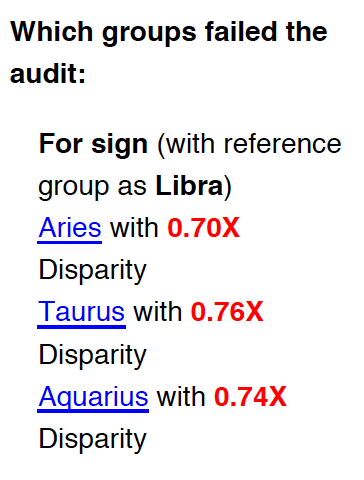 Which groups failed the
audit:
For sign (with reference
group as Libra)
Aries with 0.70X
Disparity
Taurus with 0.76X
Disparity
Aquarius with 0.74X
Disparity